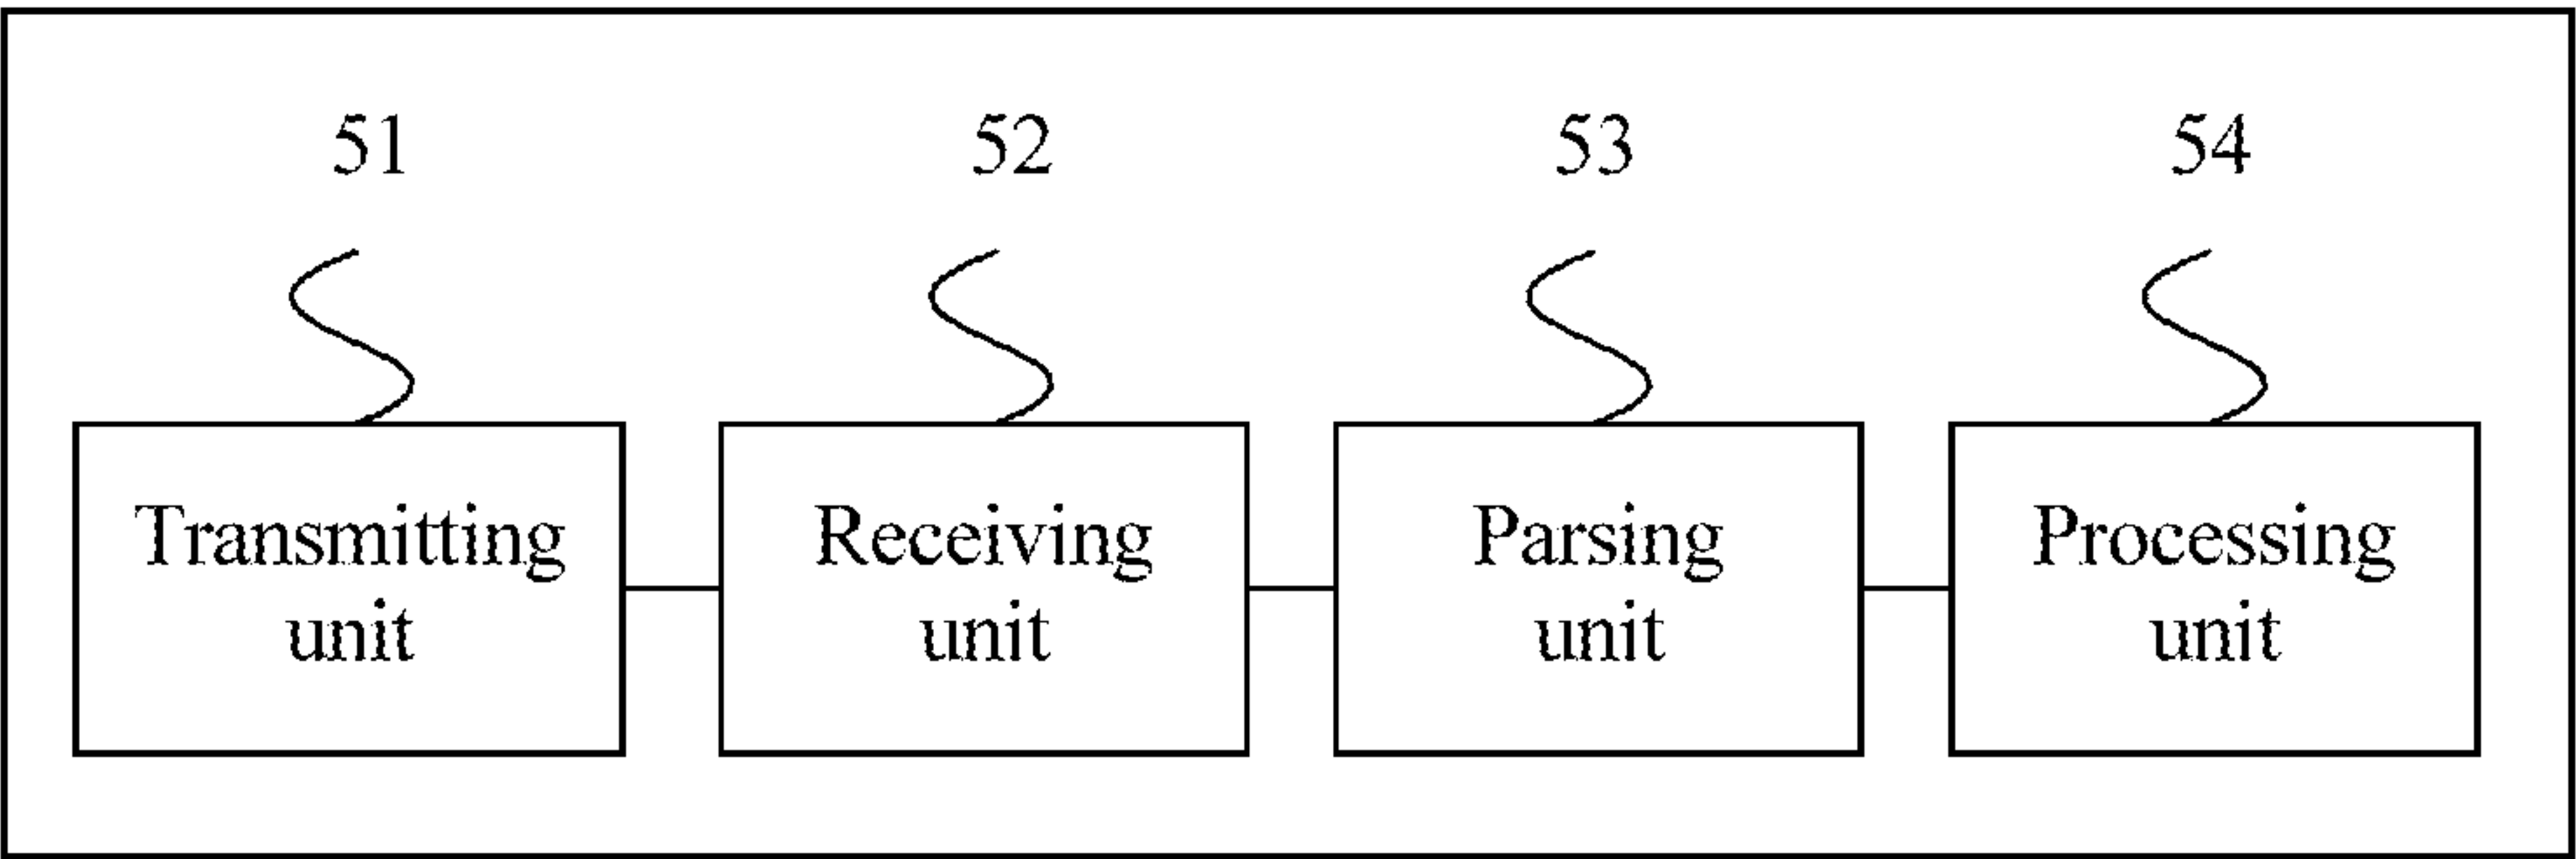 51
52
53
54
Transmitting
unit
Receiving
unit
Parsing
unit
Processing
unit